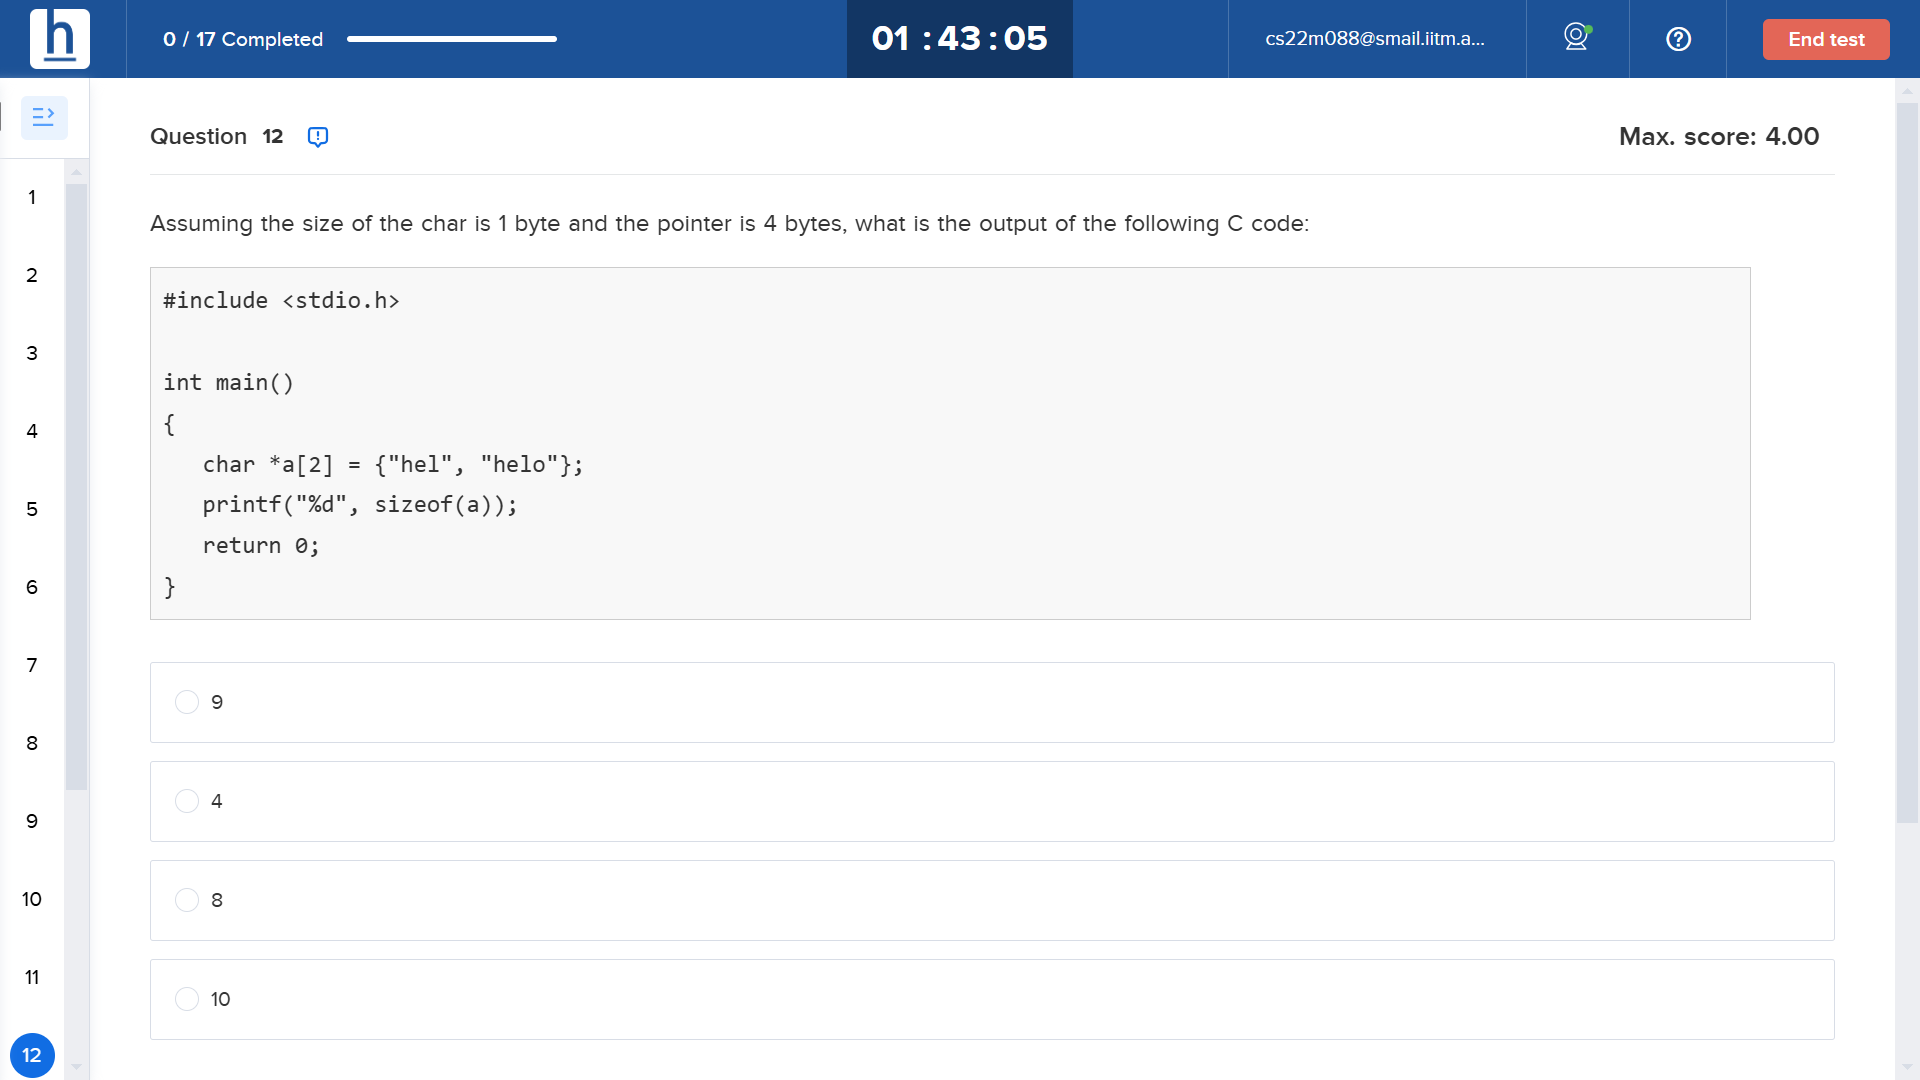 h
0 / 17 Completed
01 : 43 : 05
cs22m088@smail.iitm.a...
End test
Question 12
Max. score: 4.00
1
2
3
4
5
6
7
8
9
10
11
12
Assuming the size of the char is 1 byte and the pointer is 4 bytes, what is the output of the following C code:
#include <stdio.h>
int main()
{
char *a[2] = {"hel", "helo"};
printf("%d", sizeof(a));
return 0;
}
9
4
8
10